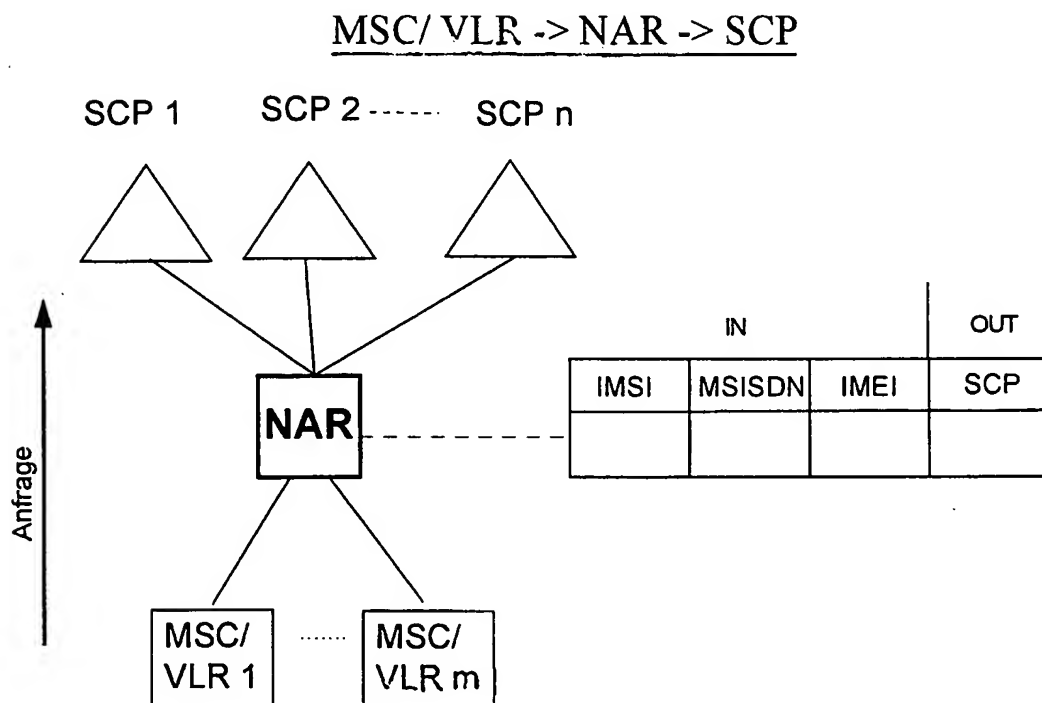 MSC/ VLR -> NAR -> SCP
SCP 1 SCP 2 ------ SCP n
IN OUT
IMSI MSISDN IMEI SCP
NAR
Anfrage
MSC/ ...... MSC/
VLR 1 VLR m